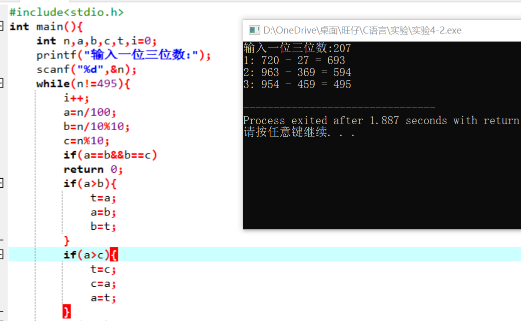 #include<stdio.h>
int main(){
int n,a,b,c,t,i=0;
printf("输入一位三位数:");
scanf("%d",&n);
while(n!=495){
i++;
a=n/100;
b=n/10%10;
c=n%10;
if(a==b&&b==c)
return 0;
if(a>b){
t=a;
a=b;
b=t;
}
if(a>c){
t=c;
c=a;
a=t;
}
D:\OneDrive\桌面\旺仔\C语言\实验\实验4-2.exe
输入一位三位数:207
1: 720 - 27 = 693
2: 963 - 369 = 594
3: 954 - 459 = 495
--------------------------------
Process exited after 1.887 seconds with return
请按任意键继续. . .